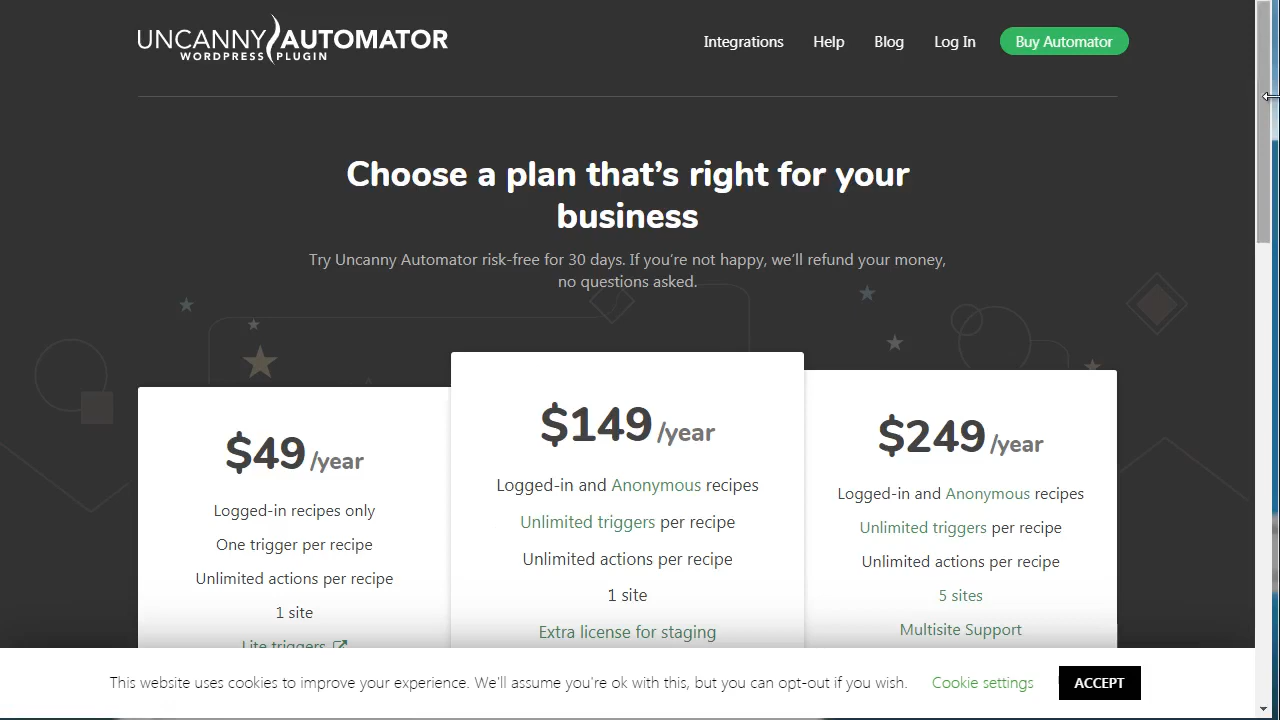 UNCANNY AUTOMATOR
WORDPRESS PLUGIN
Integrations Help Blog Log In Buy Automator
Choose a plan that’s right for your
business
Try Uncanny Automator risk-free for 30 days. If you’re not happy, we’ll refund your money,
no questions asked.
$49 /year
Logged-in recipes only
One trigger per recipe
Unlimited actions per recipe
1 site
Lite triggers
$149 /year
Logged-in and Anonymous recipes
Unlimited triggers per recipe
Unlimited actions per recipe
1 site
Extra license for staging
$249 /year
Logged-in and Anonymous recipes
Unlimited triggers per recipe
Unlimited actions per recipe
5 sites
Multisite Support
This website uses cookies to improve your experience. We'll assume you're ok with this, but you can opt-out if you wish. Cookie settings ACCEPT